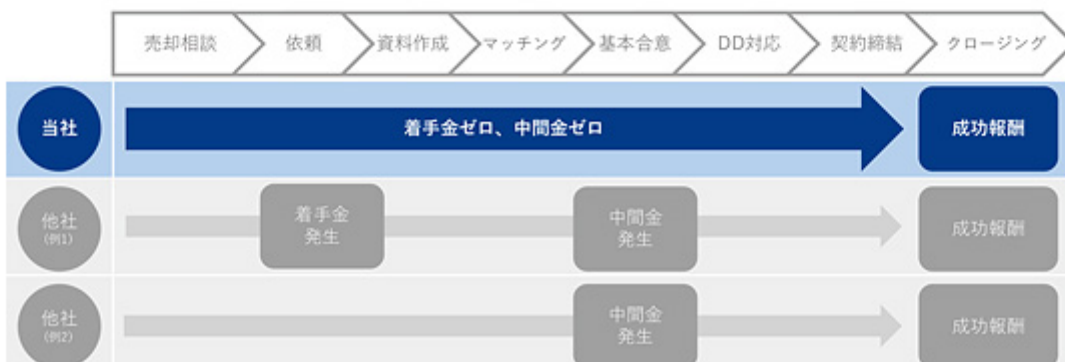 売却相談
依頼
資料作成
マッチング
基本合意
DD対応
契約締結
クロージング
当社
着手金ゼロ、中間金ゼロ
成功報酬
他社
(例1)
着手金
発生
中間金
発生
成功報酬
他社
(例2)
中間金
発生
成功報酬